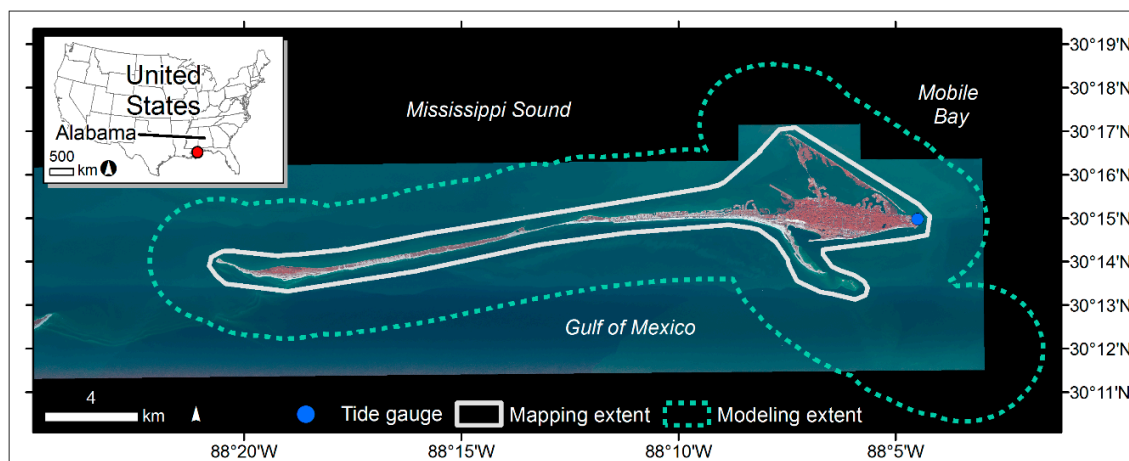 United
States
Alabama
500
km
Mississippi Sound
Mobile
Bay
Gulf of Mexico
4
km
Tide gauge
Mapping extent
Modeling extent
30°19'N
30°18'N
30°17'N
30°16'N
30°15'N
30°14'N
30°13'N
30°12'N
30°11'N
88°20'W
88°15'W
88°10'W
88°5'W